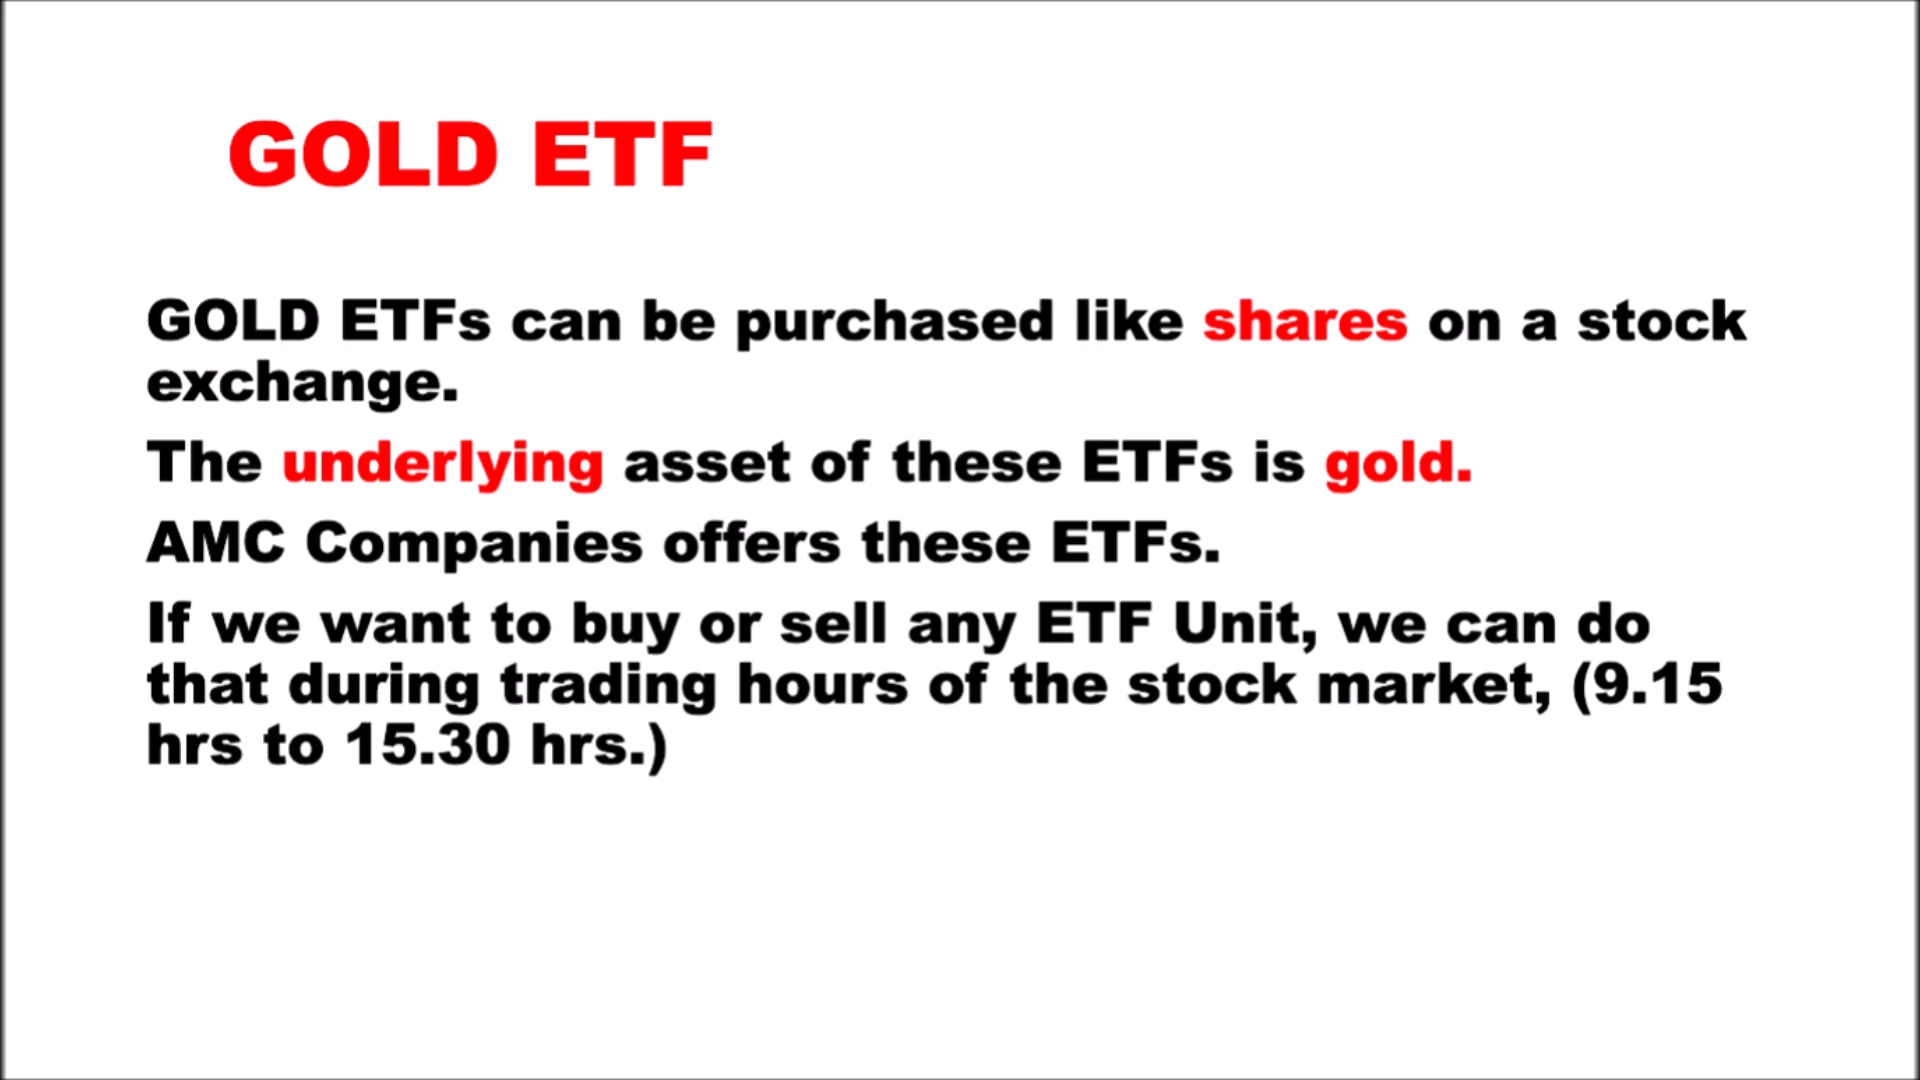 GOLD ETF
GOLD ETFs can be purchased like shares on a stock
exchange.
The underlying asset of these ETFs is gold.
AMC Companies offers these ETFs.
If we want to buy or sell any ETF Unit, we can do
that during trading hours of the stock market, (9.15
hrs to 15.30 hrs.)